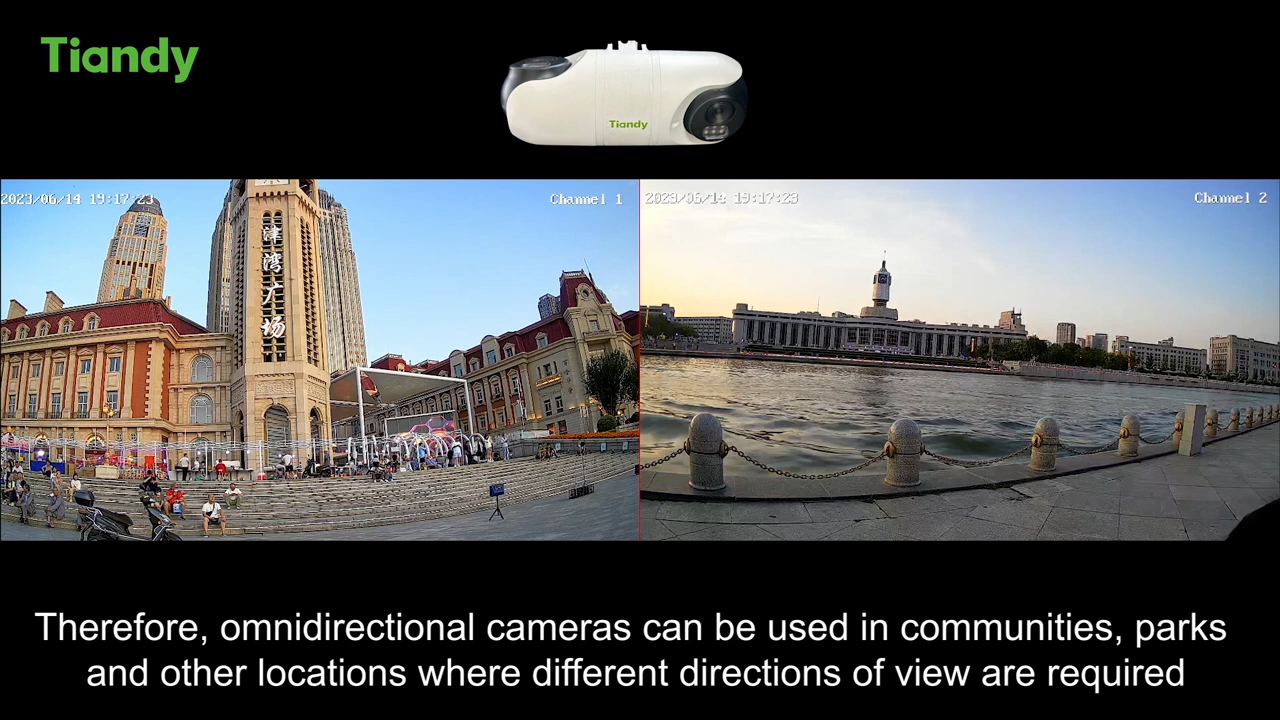 Tiandy
Tiandy
2023/06/14 19:17:23
Channel 1
2023/06/14 19:17:23
Channel 2
津湾广场
Therefore, omnidirectional cameras can be used in communities, parks
and other locations where different directions of view are required